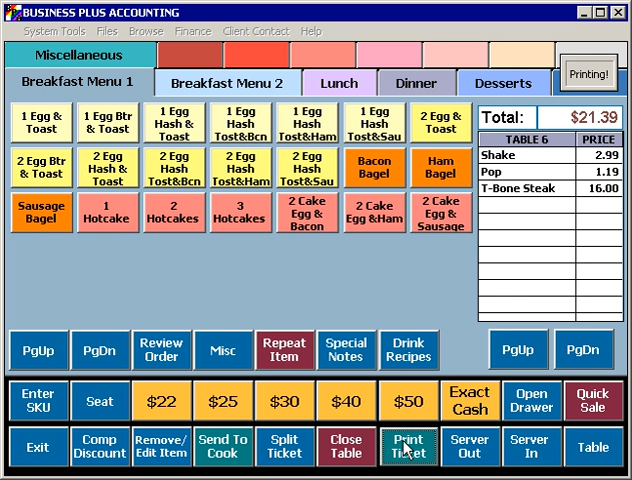 BUSINESS PLUS ACCOUNTING
System Tools Files Browse Finance Client Contact Help
Miscellaneous
Printing!
Breakfast Menu 1 Breakfast Menu 2 Lunch Dinner Desserts
Total: $21.39
TABLE 6 PRICE
Shake 2.99
Pop 1.19
T-Bone Steak 16.00
1 Egg & Toast
1 Egg Btr & Toast
1 Egg Hash & Toast
1 Egg Hash Tost&Bcn
1 Egg Hash Tost&Ham
1 Egg Hash Tost&Sau
2 Egg & Toast
2 Egg Btr & Toast
2 Egg Hash & Toast
2 Egg Hash Tost&Bcn
2 Egg Hash Tost&Ham
2 Egg Hash Tost&Sau
Bacon Bagel
Ham Bagel
Sausage Bagel
1 Hotcake
2 Hotcakes
3 Hotcakes
2 Cake Egg & Bacon
2 Cake Egg &Ham
2 Cake Egg & Sausage
PgUp
PgDn
Review Order
Misc
Repeat Item
Special Notes
Drink Recipes
PgUp
PgDn
Enter SKU
Seat
$22
$25
$30
$40
$50
Exact Cash
Open Drawer
Quick Sale
Exit
Comp Discount
Remove/ Edit Item
Send To Cook
Split Ticket
Close Table
Print Ticket
Server Out
Server In
Table